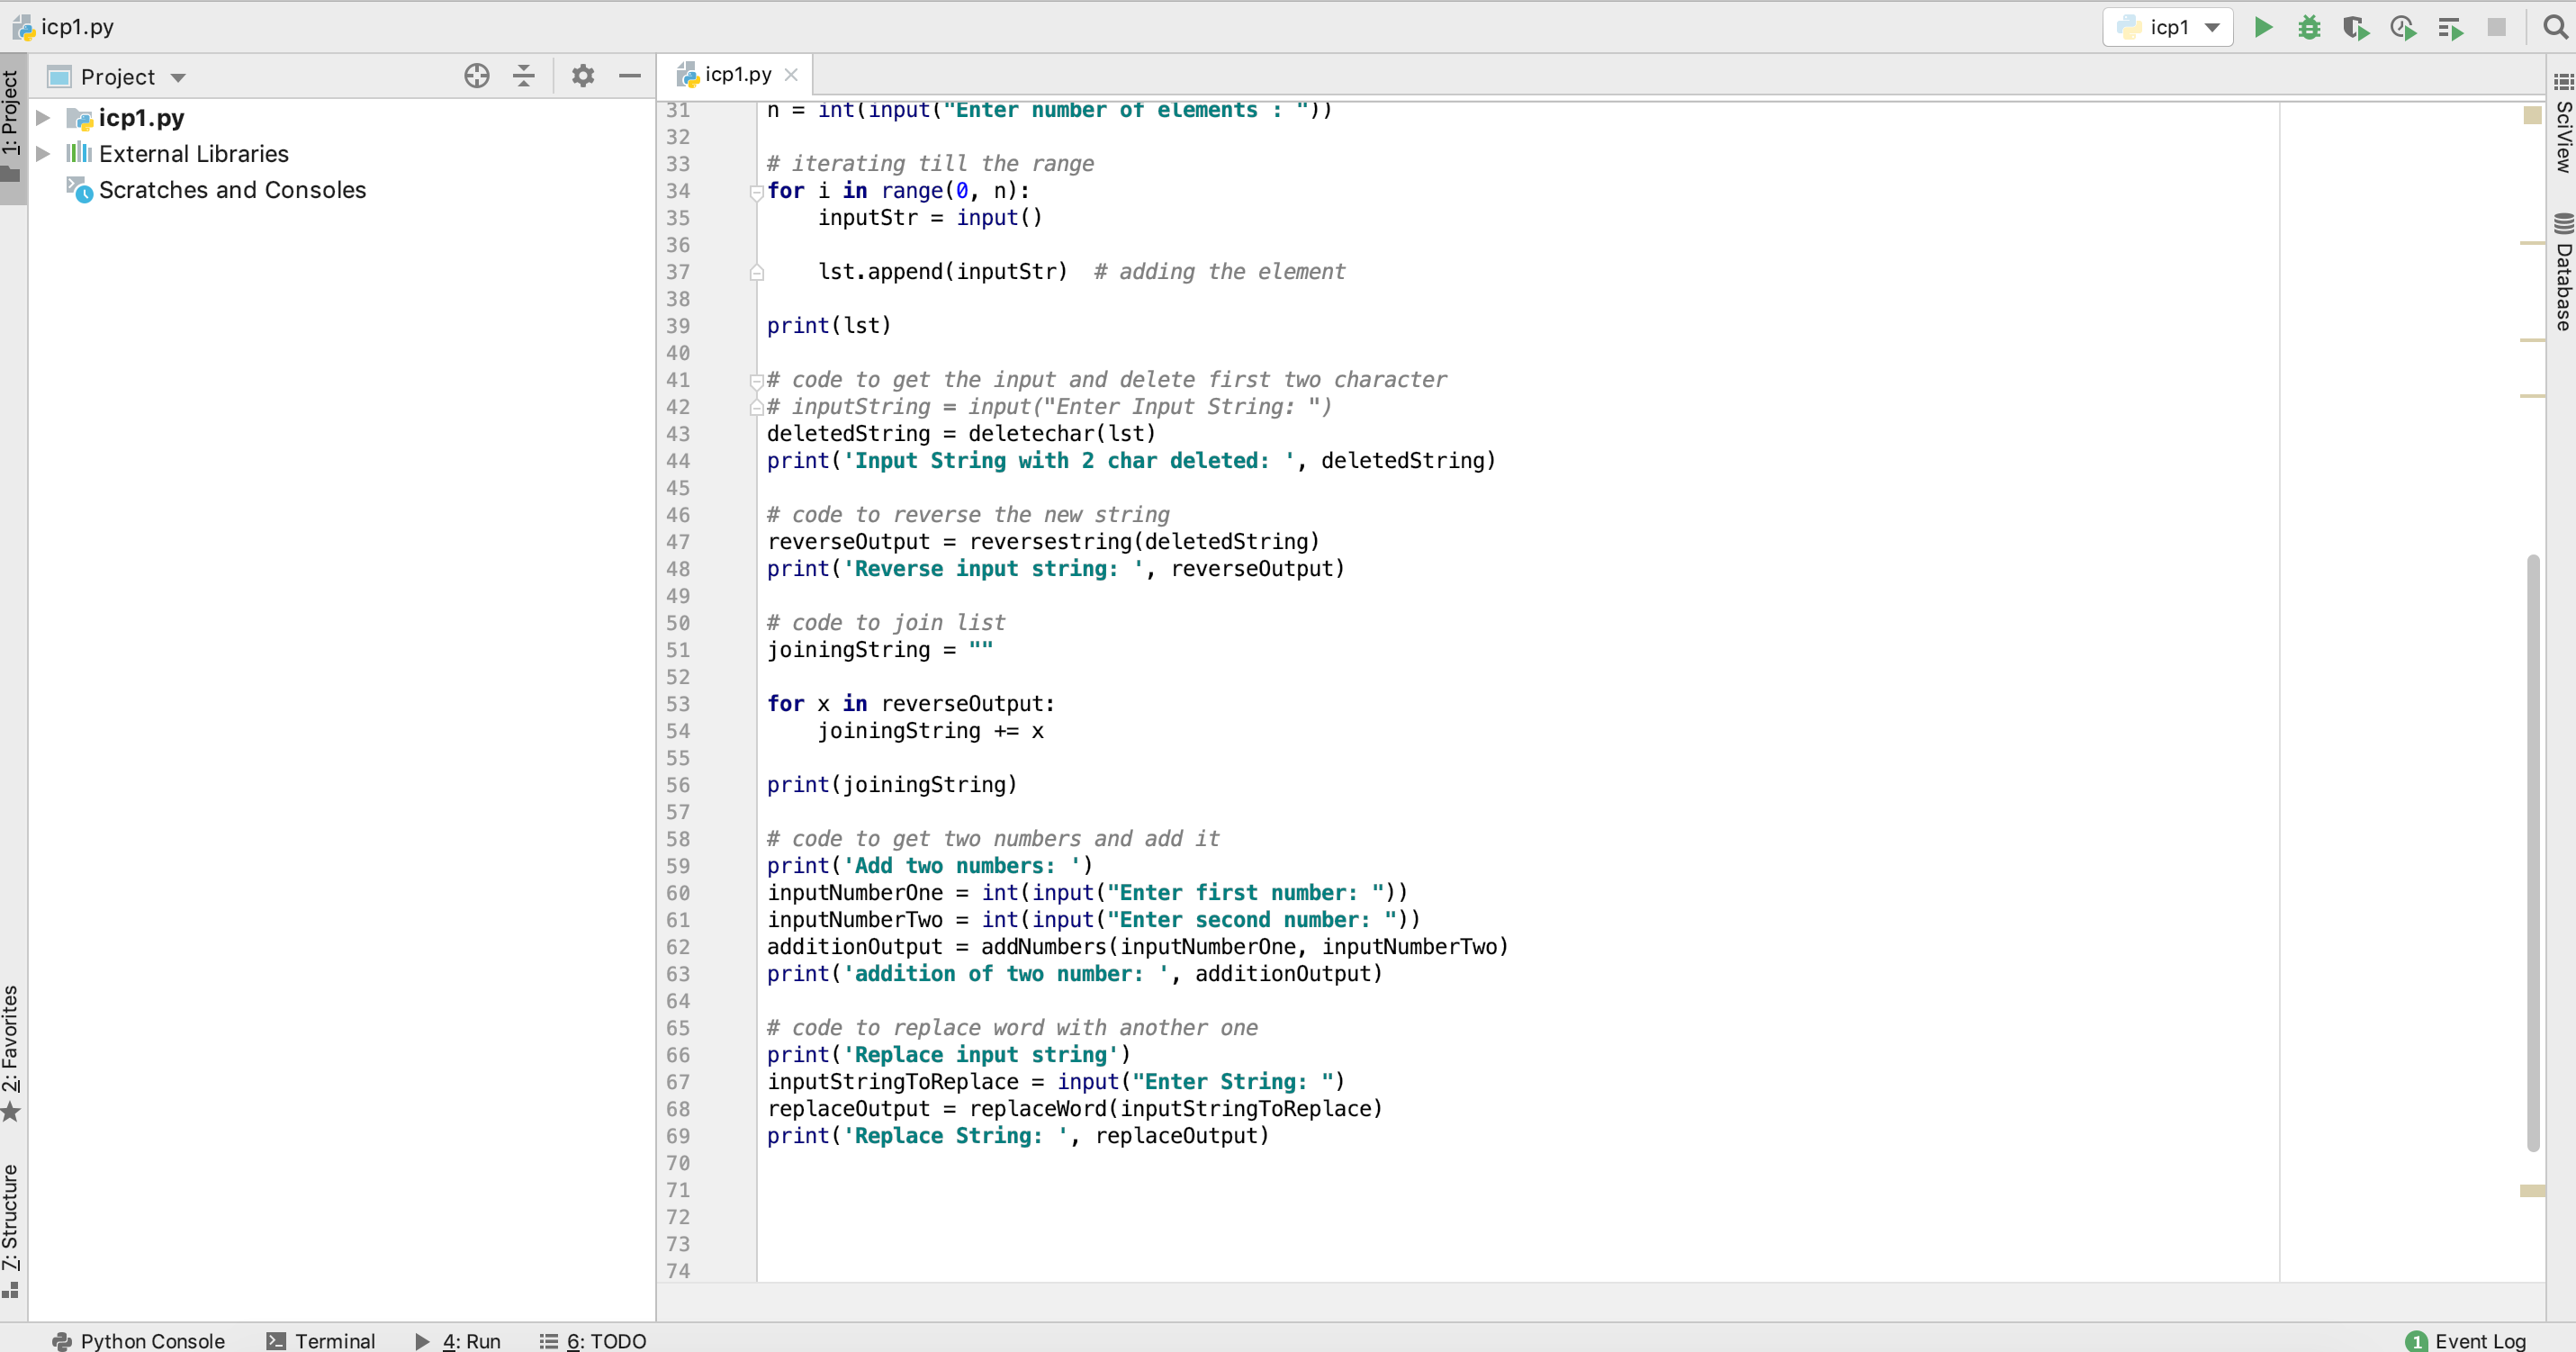 icp1.py
icp1
Project
icp1.py
1: Project
icp1.py
External Libraries
Scratches and Consoles
31 n = int(input("Enter number of elements : "))
32
33 # iterating till the range
34 for i in range(0, n):
35     inputStr = input()
36
37     lst.append(inputStr)  # adding the element
38
39 print(lst)
40
41 # code to get the input and delete first two character
42 # inputString = input("Enter Input String: ")
43 deletedString = deletechar(lst)
44 print('Input String with 2 char deleted: ', deletedString)
45
46 # code to reverse the new string
47 reverseOutput = reversestring(deletedString)
48 print('Reverse input string: ', reverseOutput)
49
50 # code to join list
51 joiningString = ""
52
53 for x in reverseOutput:
54     joiningString += x
55
56 print(joiningString)
57
58 # code to get two numbers and add it
59 print('Add two numbers: ')
60 inputNumberOne = int(input("Enter first number: "))
61 inputNumberTwo = int(input("Enter second number: "))
62 additionOutput = addNumbers(inputNumberOne, inputNumberTwo)
63 print('addition of two number: ', additionOutput)
64
65 # code to replace word with another one
66 print('Replace input string')
67 inputStringToReplace = input("Enter String: ")
68 replaceOutput = replaceWord(inputStringToReplace)
69 print('Replace String: ', replaceOutput)
70
71
72
73
74
SciView
Database
2: Favorites
7: Structure
Python Console
Terminal
4: Run
6: TODO
1 Event Log